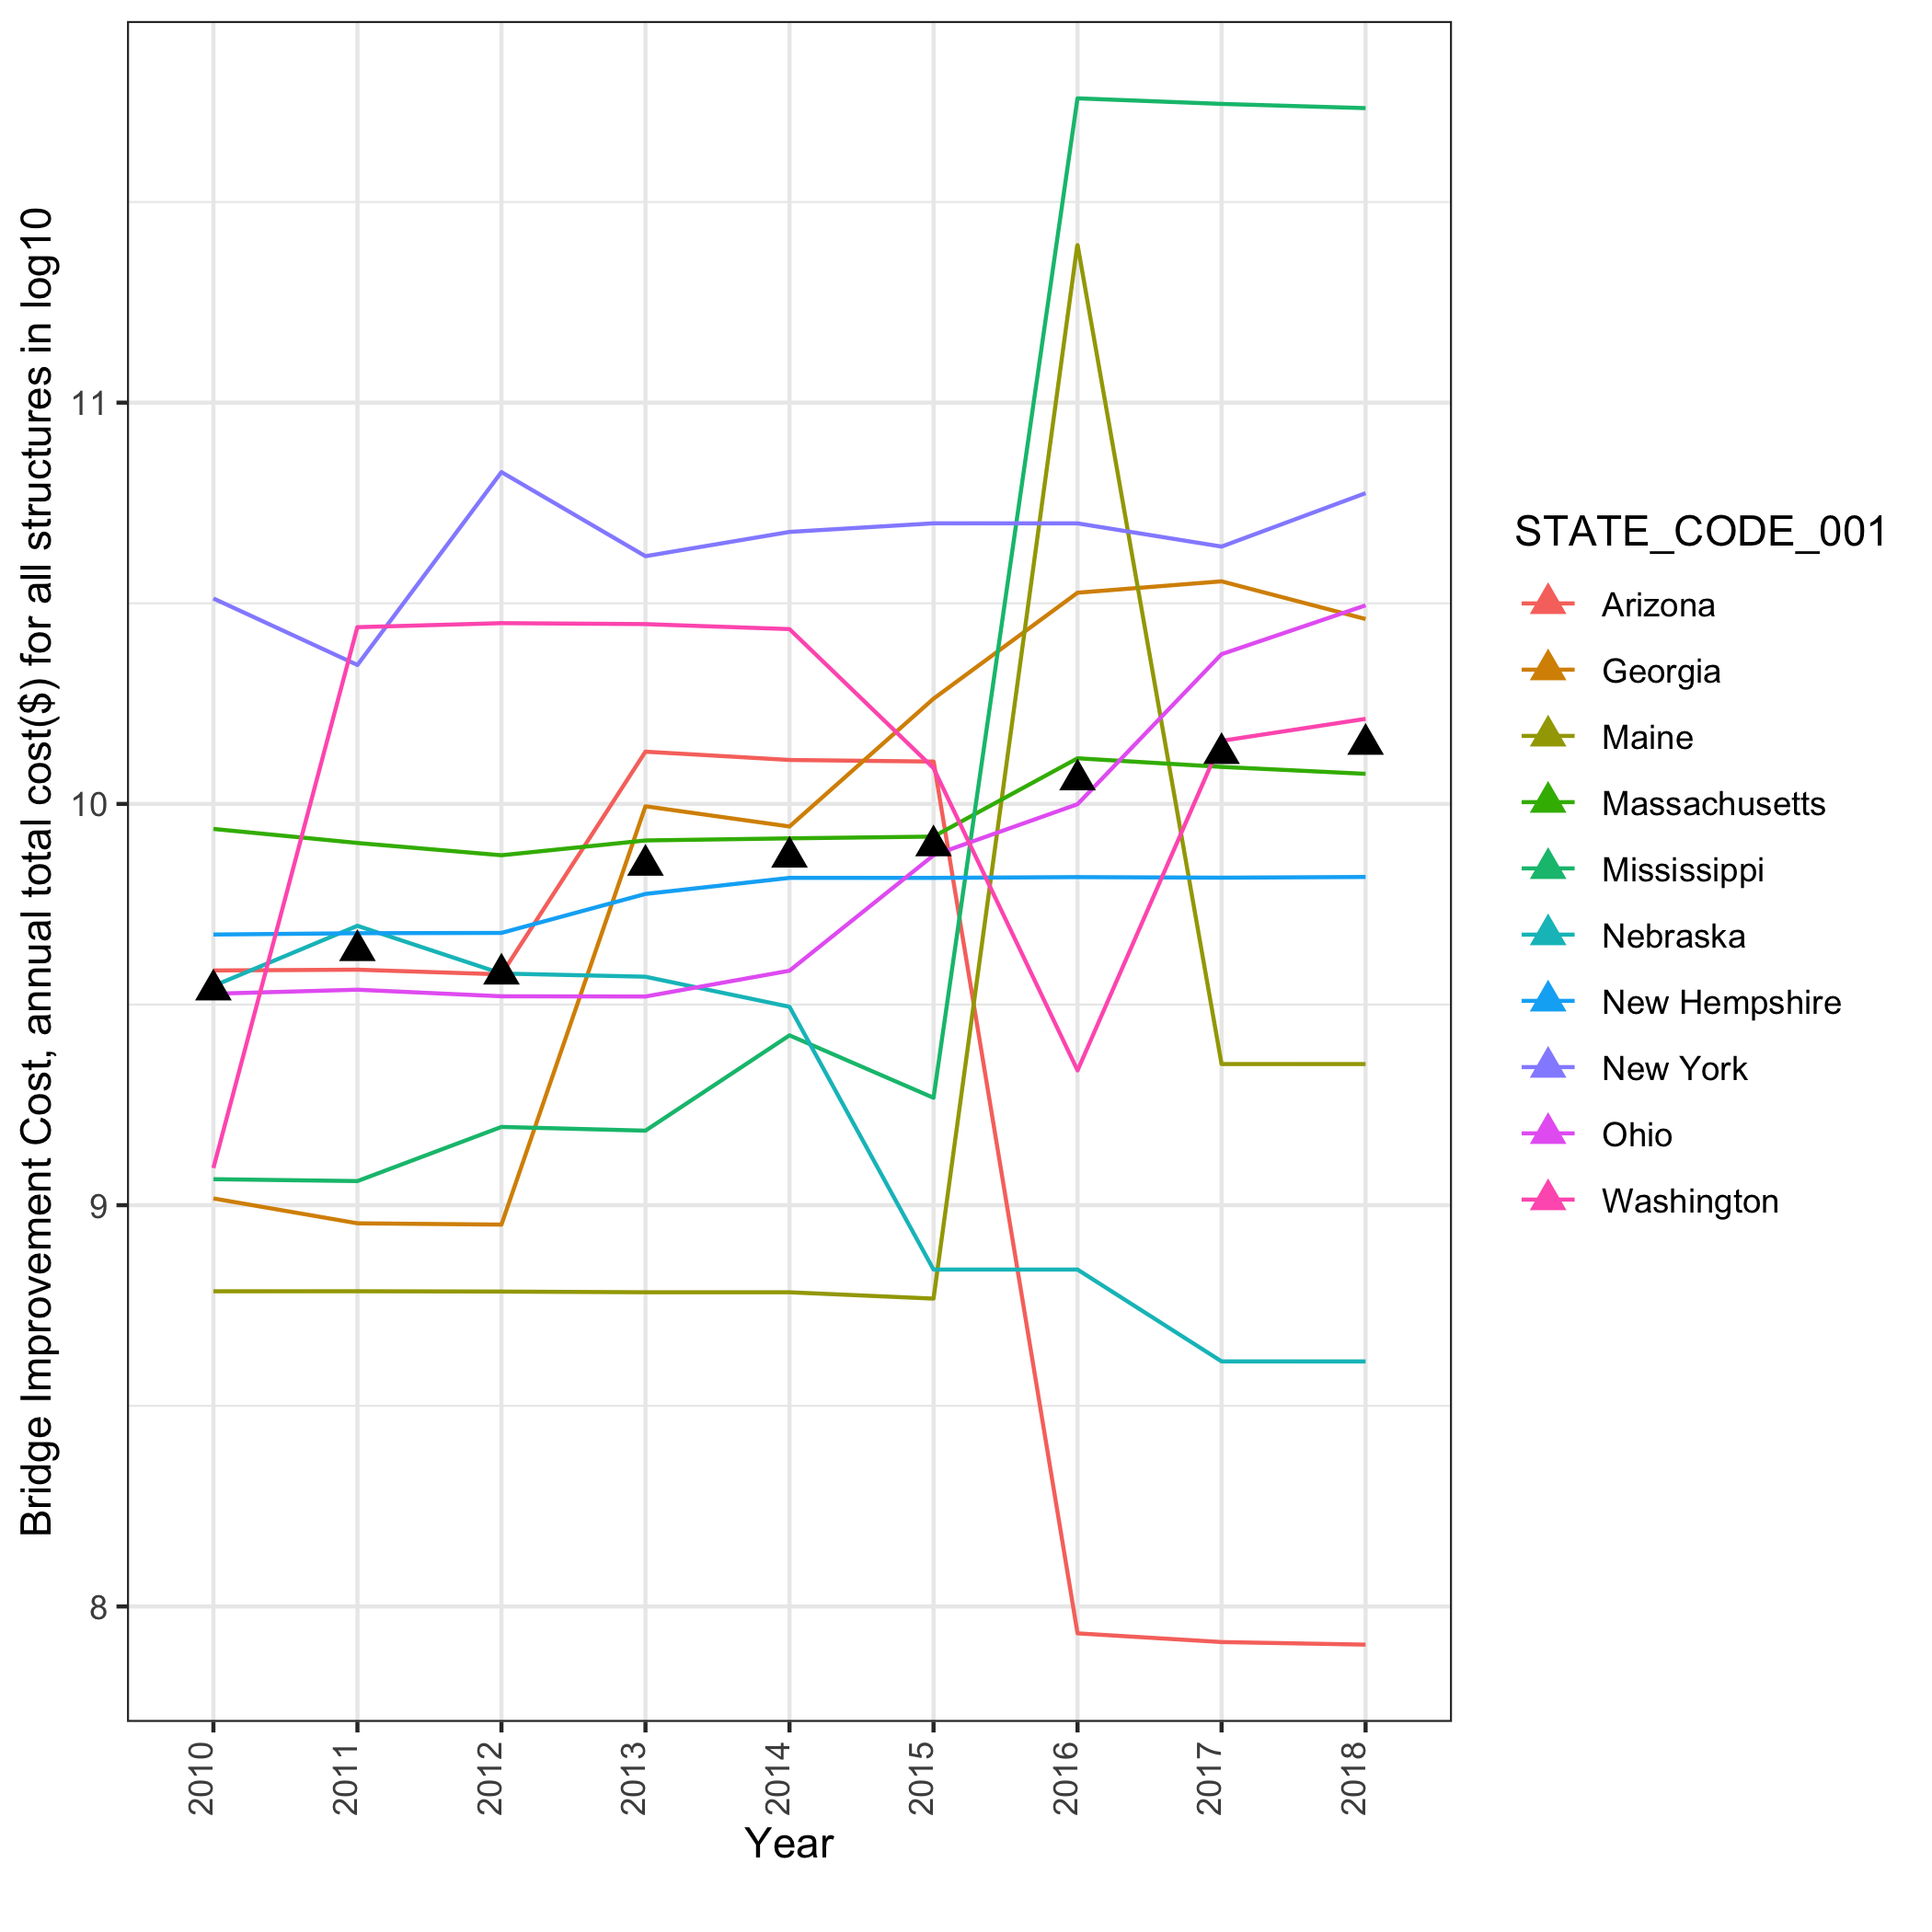 Bridge Improvement Cost, annual total cost($) for all structures in log10
11
10
9
8
2010
2011
2012
2013
2014
2015
2016
2017
2018
Year
STATE_CODE_001
Arizona
Georgia
Maine
Massachusetts
Mississippi
Nebraska
New Hempshire
New York
Ohio
Washington